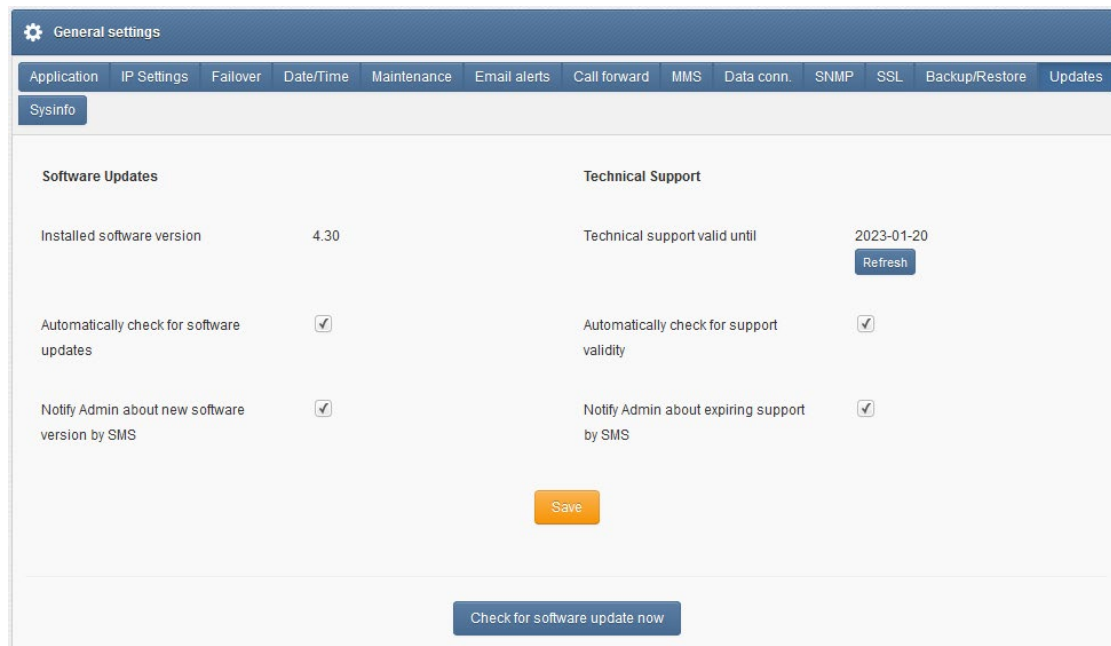 General settings
Application IP Settings Failover Date/Time Maintenance Email alerts Call forward MMS Data conn. SNMP SSL Backup/Restore Updates
Sysinfo
Software Updates Technical Support
Installed software version 4.30 Technical support valid until 2023-01-20
Refresh
Automatically check for software Automatically check for support
updates validity
Notify Admin about new software Notify Admin about expiring support
version by SMS by SMS
Save
Check for software update now